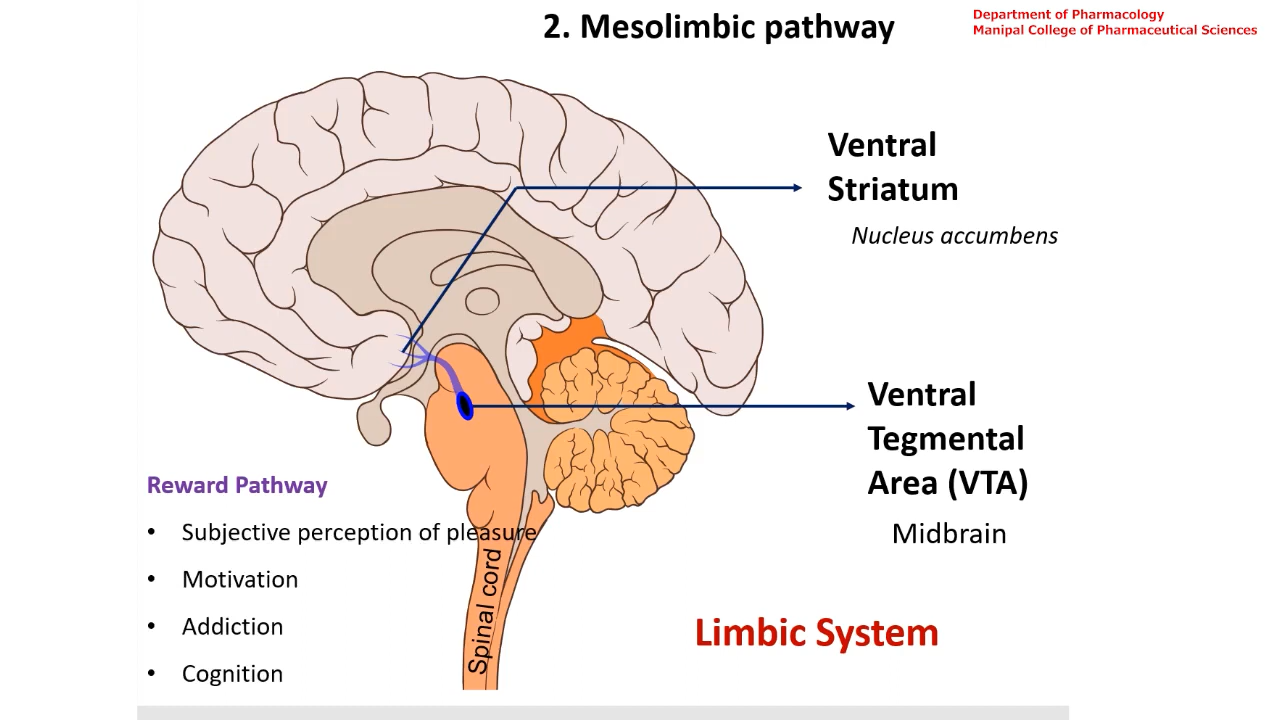 2. Mesolimbic pathway
Department of Pharmacology
Manipal College of Pharmaceutical Sciences
Ventral
Striatum
Nucleus accumbens
Ventral
Tegmental
Area (VTA)
Midbrain
Reward Pathway
• Subjective perception of pleasure
• Motivation
• Addiction
• Cognition
Spinal cord
Limbic System